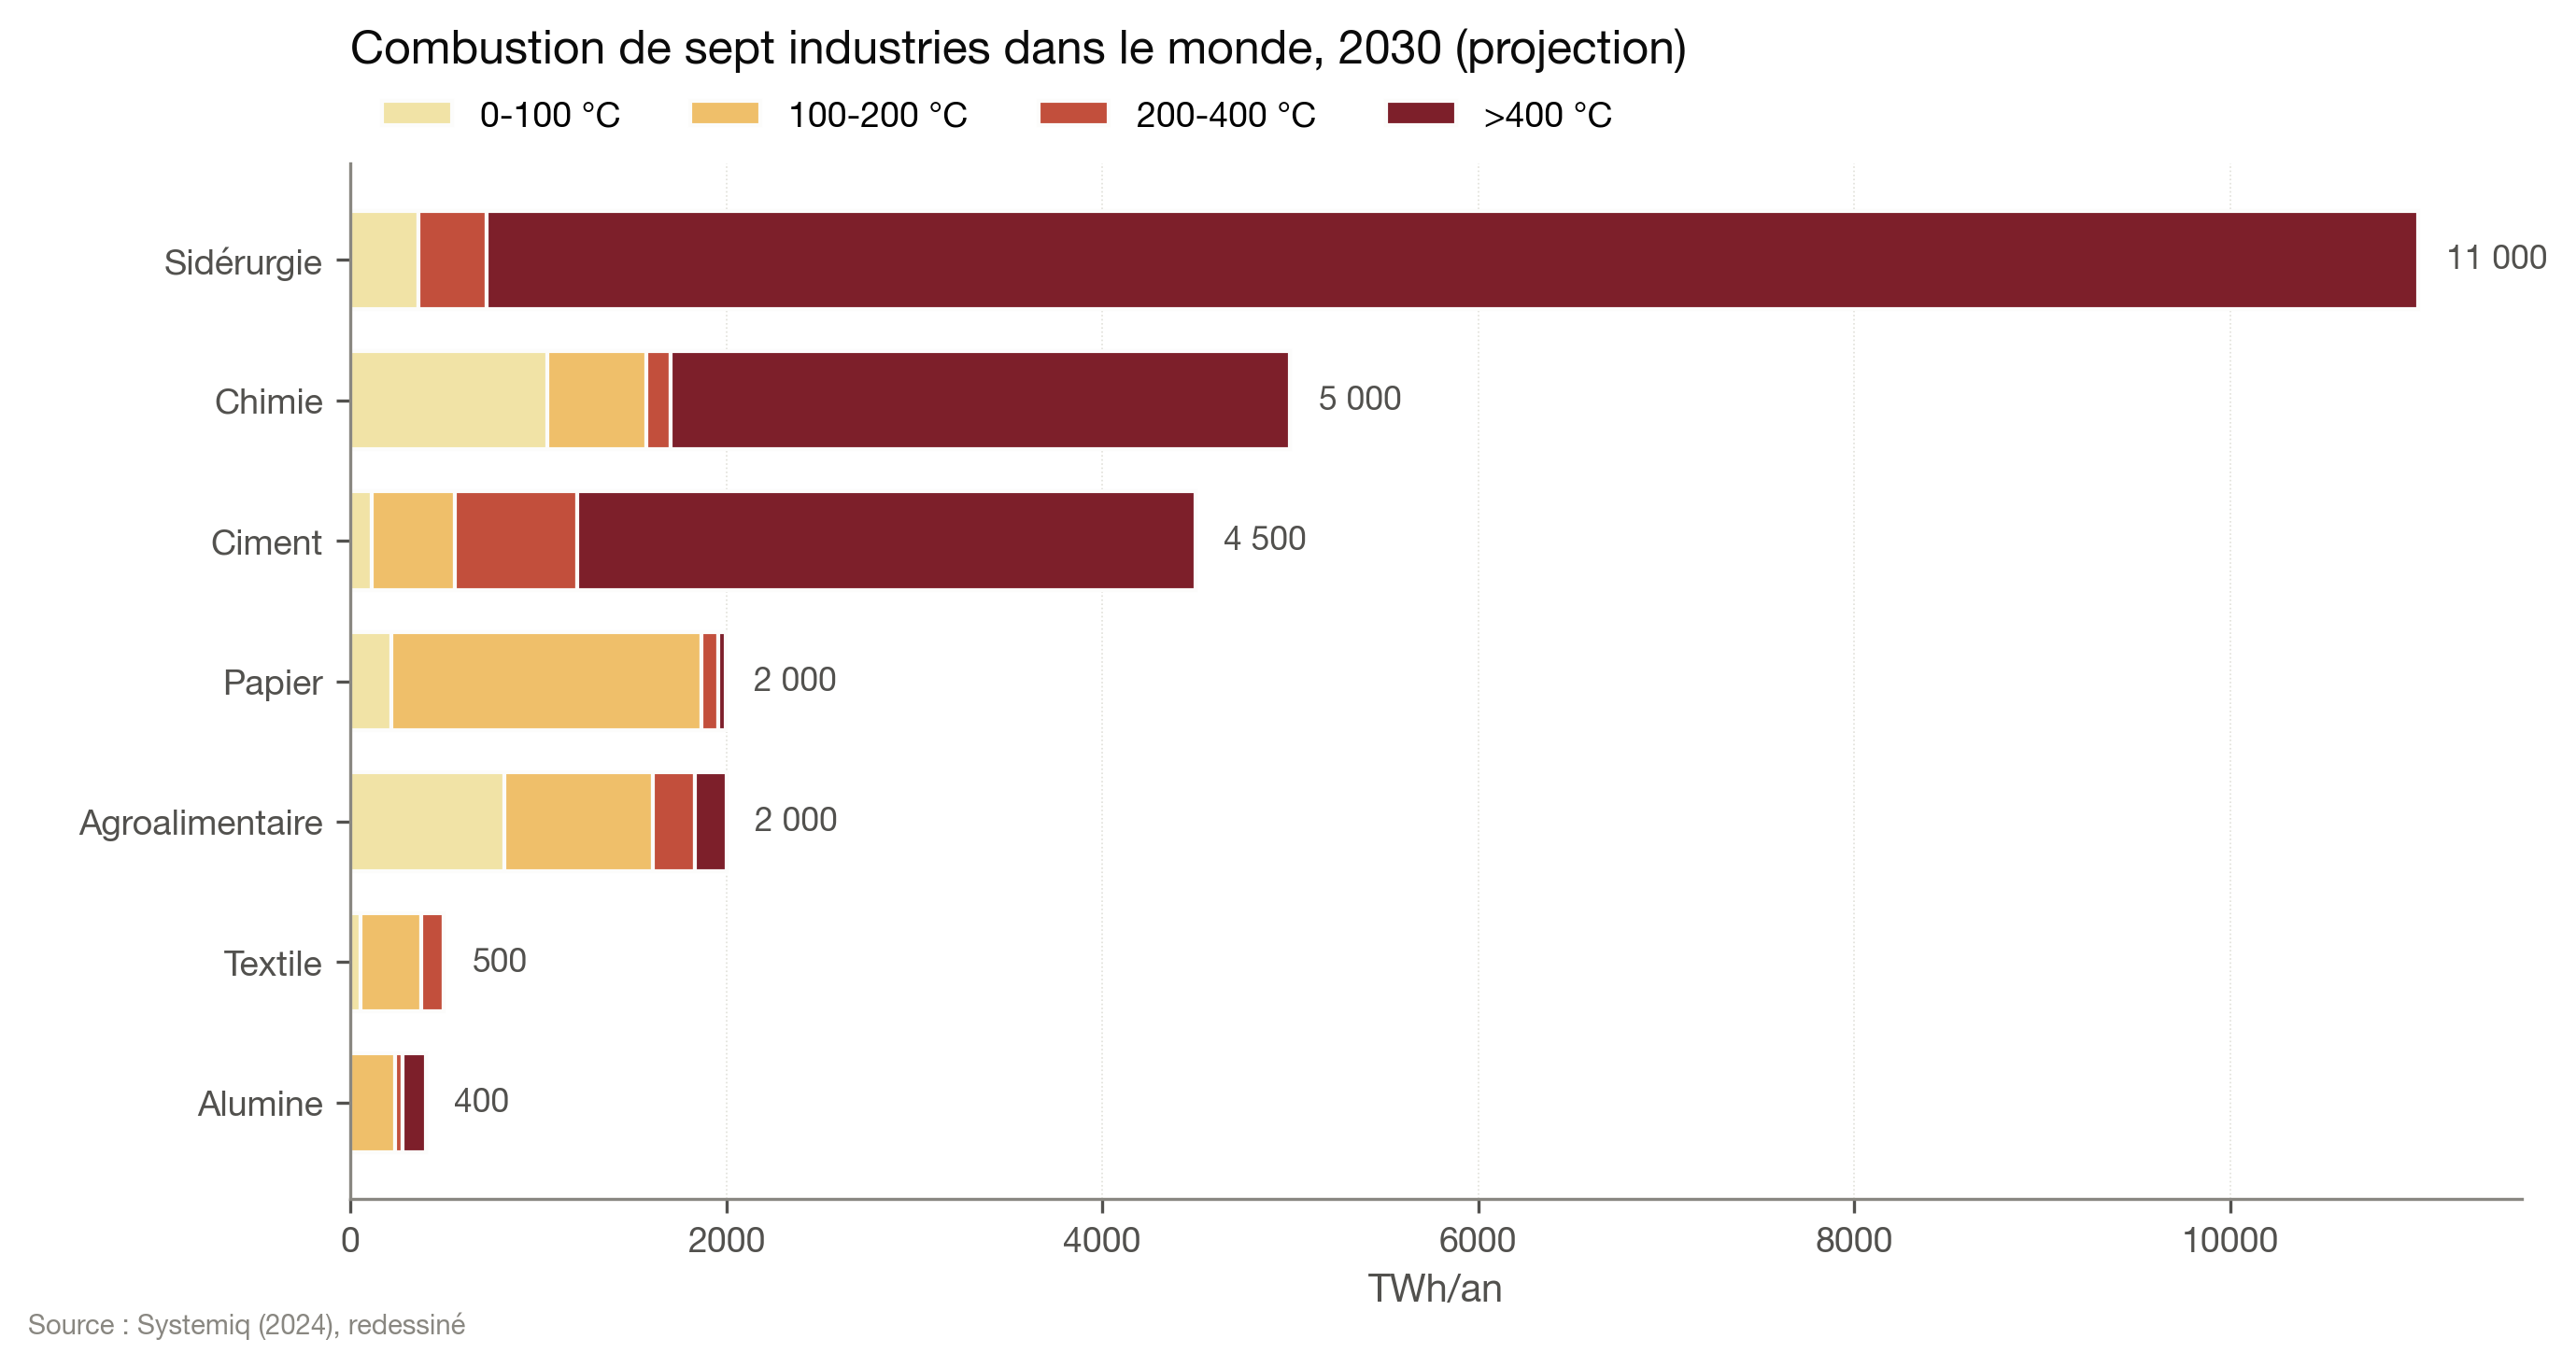 Combustion de sept industries dans le monde, 2030 (projection)
0-100 °C 100-200 °C 200-400 °C >400 °C
Sidérurgie 11 000
Chimie 5 000
Ciment 4 500
Papier 2 000
Agroalimentaire 2 000
Textile 500
Alumine 400
0 2000 4000 6000 8000 10000
TWh/an
Source : Systemiq (2024), redessiné